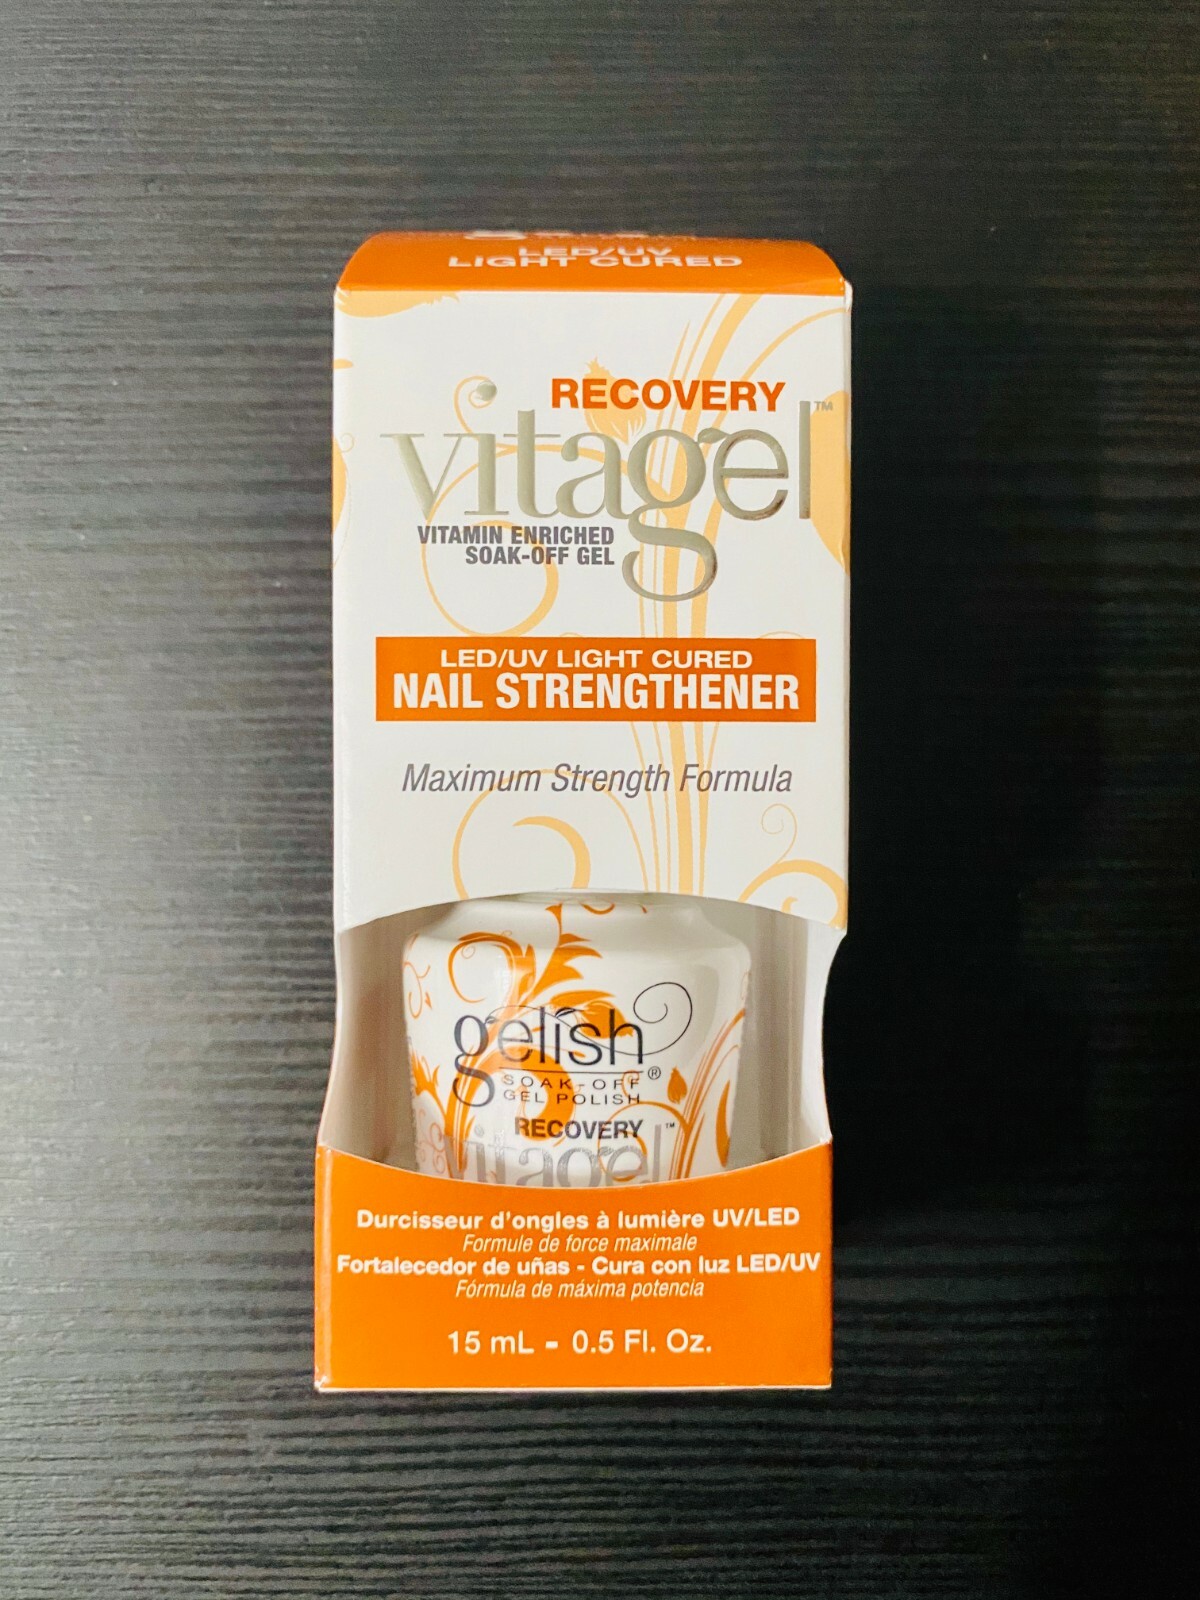 LED/UV
LIGHT CURED
RECOVERY
vitagel™
VITAMIN ENRICHED
SOAK-OFF GEL
LED/UV LIGHT CURED
NAIL STRENGTHENER
Maximum Strength Formula
gelish®
SOAK-OFF
GEL POLISH
RECOVERY
vitagel™
Durcisseur d'ongles à lumière UV/LED
Formule de force maximale
Fortalecedor de uñas - Cura con luz LED/UV
Fórmula de máxima potencia
15 mL - 0.5 Fl. Oz.